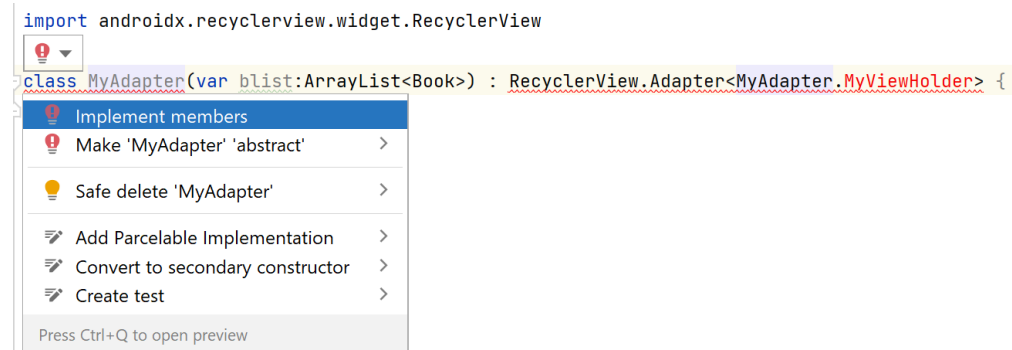 import androidx.recyclerview.widget.RecyclerView
class MyAdapter(var blist:ArrayList<Book>) : RecyclerView.Adapter<MyAdapter.MyViewHolder> {
Implement members
Make 'MyAdapter' 'abstract'
Safe delete 'MyAdapter'
Add Parcelable Implementation
Convert to secondary constructor
Create test
Press Ctrl+Q to open preview